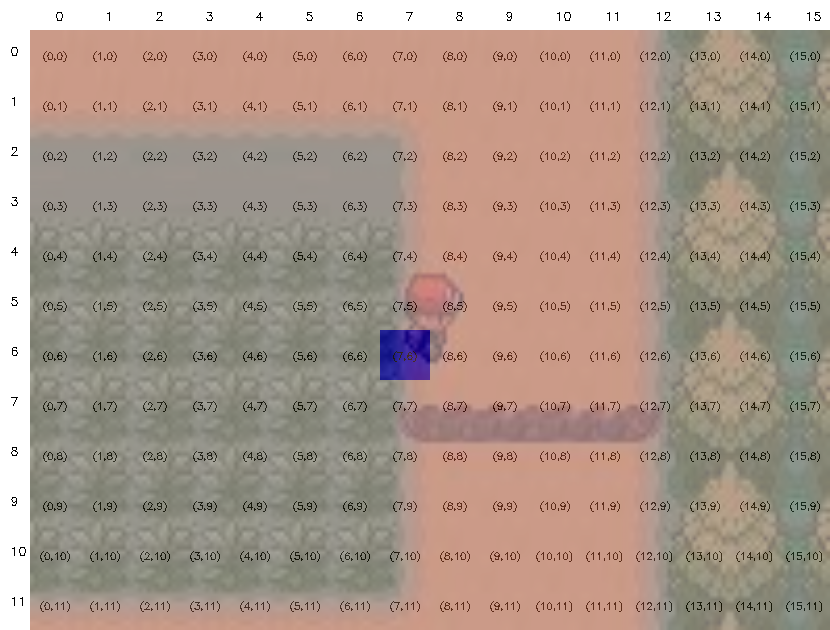 0 1 2 3 4 5 6 7 8 9 10 11 12 13 14 15
0 (0,0) (1,0) (2,0) (3,0) (4,0) (5,0) (6,0) (7,0) (8,0) (9,0) (10,0) (11,0) (12,0) (13,0) (14,0) (15,0)
1 (0,1) (1,1) (2,1) (3,1) (4,1) (5,1) (6,1) (7,1) (8,1) (9,1) (10,1) (11,1) (12,1) (13,1) (14,1) (15,1)
2 (0,2) (1,2) (2,2) (3,2) (4,2) (5,2) (6,2) (7,2) (8,2) (9,2) (10,2) (11,2) (12,2) (13,2) (14,2) (15,2)
3 (0,3) (1,3) (2,3) (3,3) (4,3) (5,3) (6,3) (7,3) (8,3) (9,3) (10,3) (11,3) (12,3) (13,3) (14,3) (15,3)
4 (0,4) (1,4) (2,4) (3,4) (4,4) (5,4) (6,4) (7,4) (8,4) (9,4) (10,4) (11,4) (12,4) (13,4) (14,4) (15,4)
5 (0,5) (1,5) (2,5) (3,5) (4,5) (5,5) (6,5) (7,5) (8,5) (9,5) (10,5) (11,5) (12,5) (13,5) (14,5) (15,5)
6 (0,6) (1,6) (2,6) (3,6) (4,6) (5,6) (6,6) (7,6) (8,6) (9,6) (10,6) (11,6) (12,6) (13,6) (14,6) (15,6)
7 (0,7) (1,7) (2,7) (3,7) (4,7) (5,7) (6,7) (7,7) (8,7) (9,7) (10,7) (11,7) (12,7) (13,7) (14,7) (15,7)
8 (0,8) (1,8) (2,8) (3,8) (4,8) (5,8) (6,8) (7,8) (8,8) (9,8) (10,8) (11,8) (12,8) (13,8) (14,8) (15,8)
9 (0,9) (1,9) (2,9) (3,9) (4,9) (5,9) (6,9) (7,9) (8,9) (9,9) (10,9) (11,9) (12,9) (13,9) (14,9) (15,9)
10 (0,10) (1,10) (2,10) (3,10) (4,10) (5,10) (6,10) (7,10) (8,10) (9,10) (10,10) (11,10) (12,10) (13,10) (14,10) (15,10)
11 (0,11) (1,11) (2,11) (3,11) (4,11) (5,11) (6,11) (7,11) (8,11) (9,11) (10,11) (11,11) (12,11) (13,11) (14,11) (15,11)